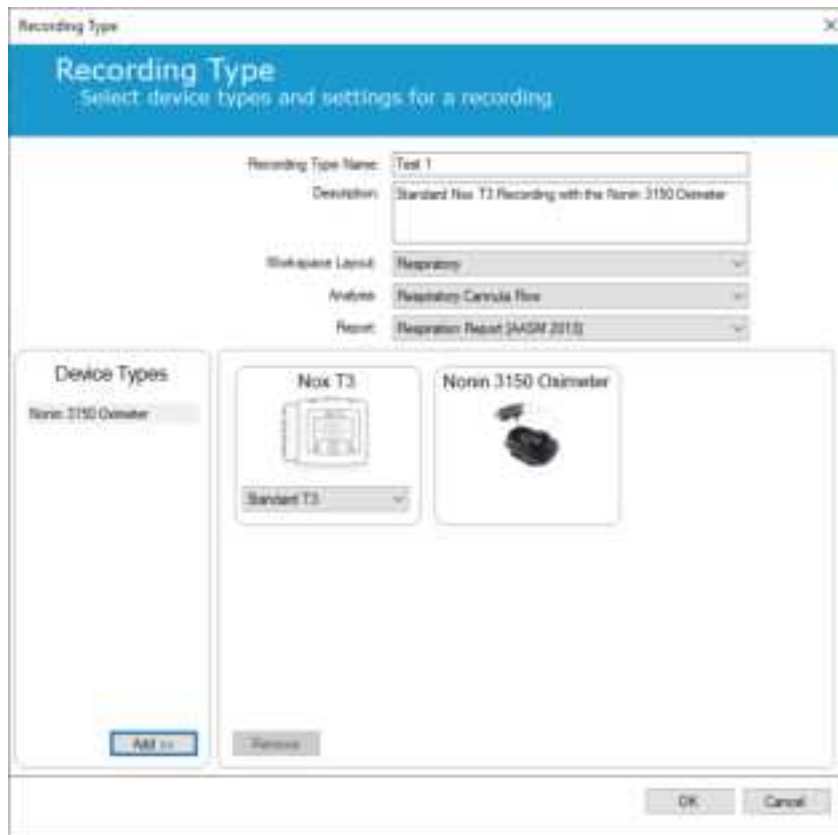 Recording Type
Recording Type
Select device types and settings for a recording
Recording Type Name: Test 1
Description: Standard Nox T3 Recording with the Nonin 3150 Oximeter
Workspace Layout: Respiratory
Analysis: Respiratory Cannula Flow
Report: Respiration Report [AASM 2013]
Device Types
Nonin 3150 Oximeter
Nox T3
Nonin 3150 Oximeter
Standard T3
Add >>
Remove
OK
Cancel